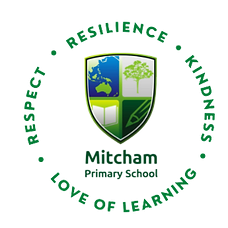 RESPECT • RESILIENCE • KINDNESS • LOVE OF LEARNING •
Mitcham
Primary School